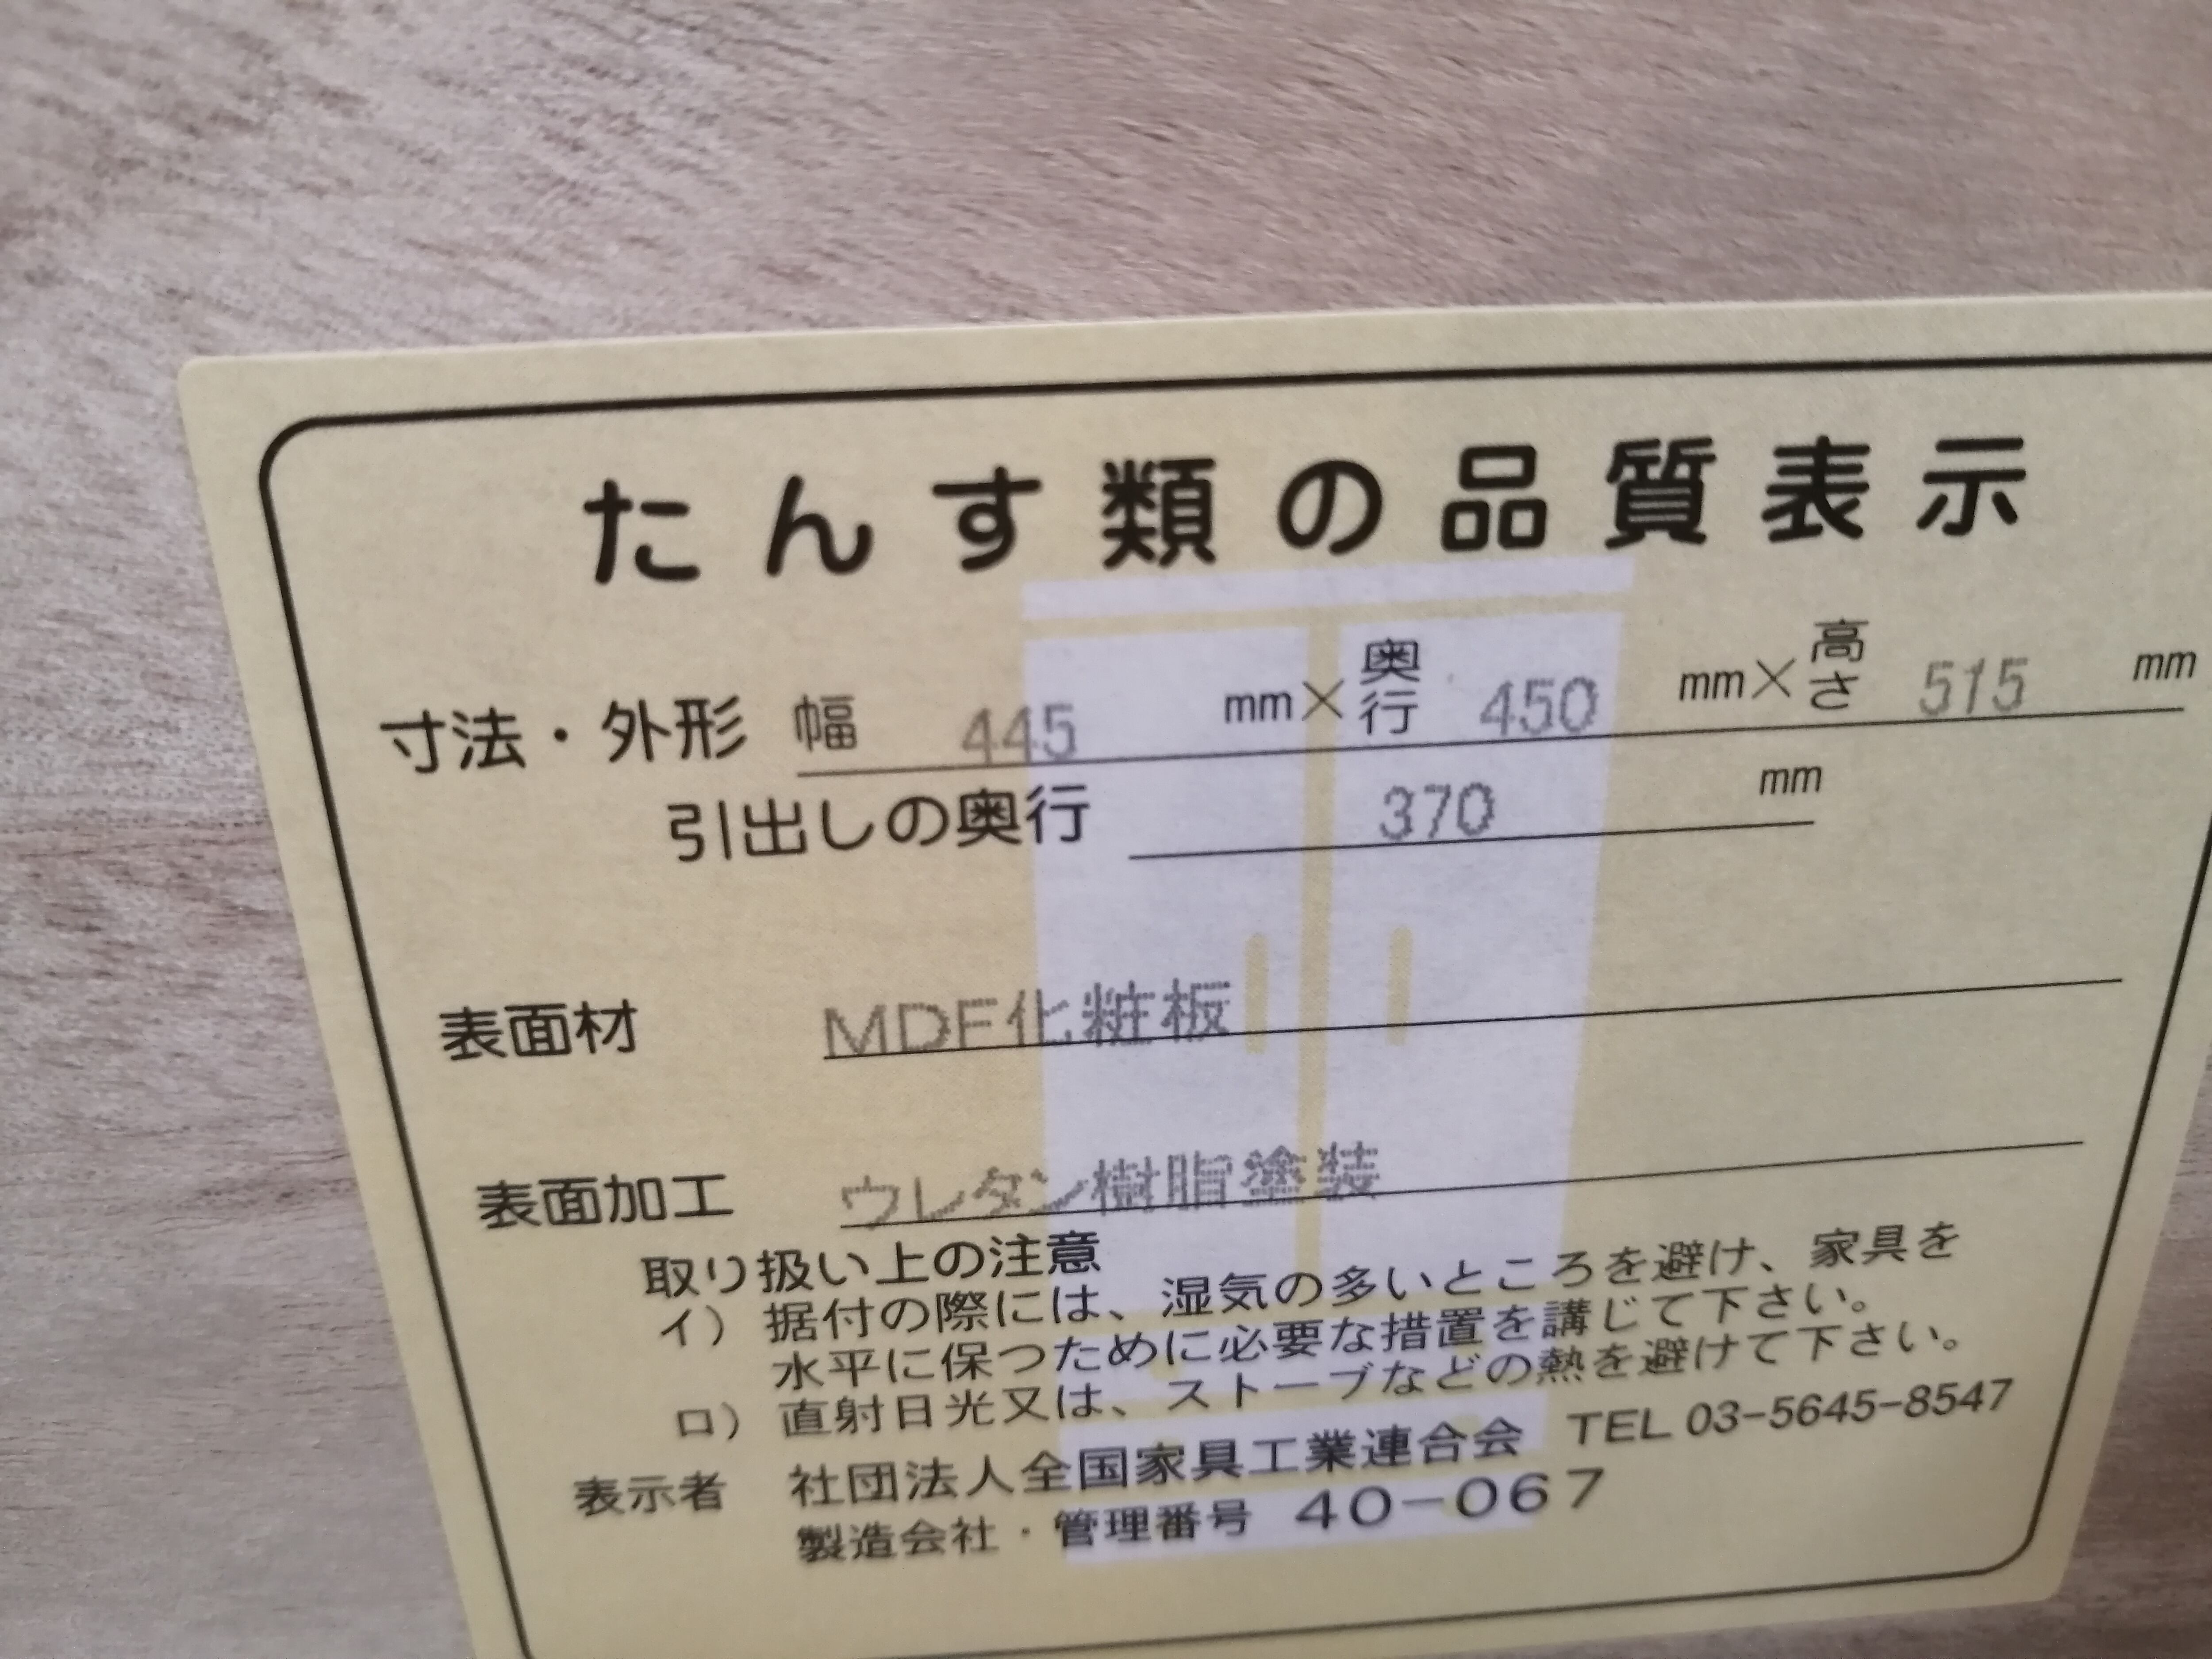 たんす類の品質表示
寸法・外形 幅 445 mm×奥行 450 mm×高さ 515 mm
引出しの奥行 370 mm
表面材 MDF化粧板
表面加工 ウレタン樹脂塗装
取り扱い上の注意
イ）据付の際には、湿気の多いところを避け、家具を
水平に保つために必要な措置を講じて下さい。
ロ）直射日光又は、ストーブなどの熱を避けて下さい。
表示者 社団法人全国家具工業連合会 TEL 03-5645-8547
製造会社・管理番号 40-067